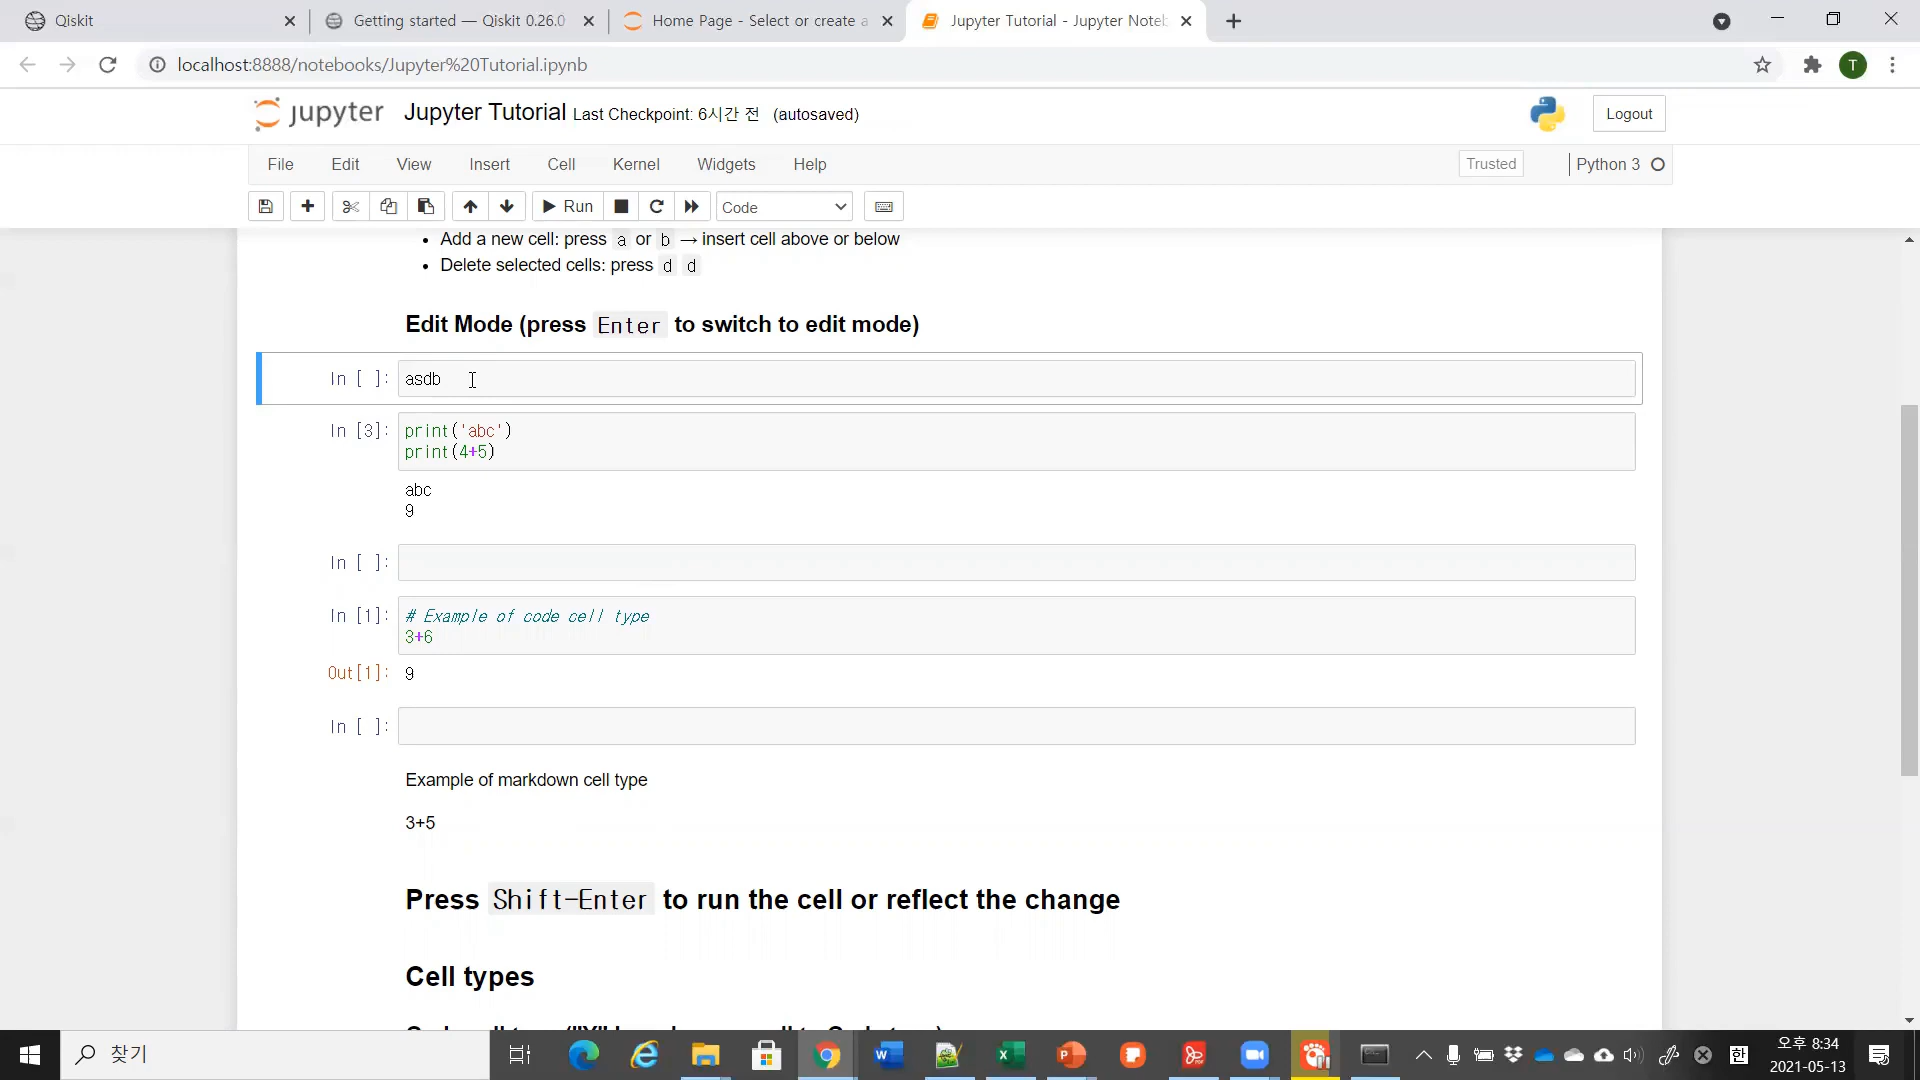 Qiskit
Getting started — Qiskit 0.26.0
Home Page - Select or create a
Jupyter Tutorial - Jupyter Noteb
localhost:8888/notebooks/Jupyter%20Tutorial.ipynb
T
jupyter Jupyter Tutorial Last Checkpoint: 6시간 전 (autosaved)
Logout
File Edit View Insert Cell Kernel Widgets Help
Trusted
Python 3
Run
Code
• Add a new cell: press a or b → insert cell above or below
• Delete selected cells: press d d
Edit Mode (press Enter to switch to edit mode)
In [ ]: asdb
In [3]: print('abc')
print(4+5)
abc
9
In [ ]:
In [1]: # Example of code cell type
3+6
Out[1]: 9
In [ ]:
Example of markdown cell type
3+5
Press Shift-Enter to run the cell or reflect the change
Cell types
찾기
한
오후 8:34
2021-05-13